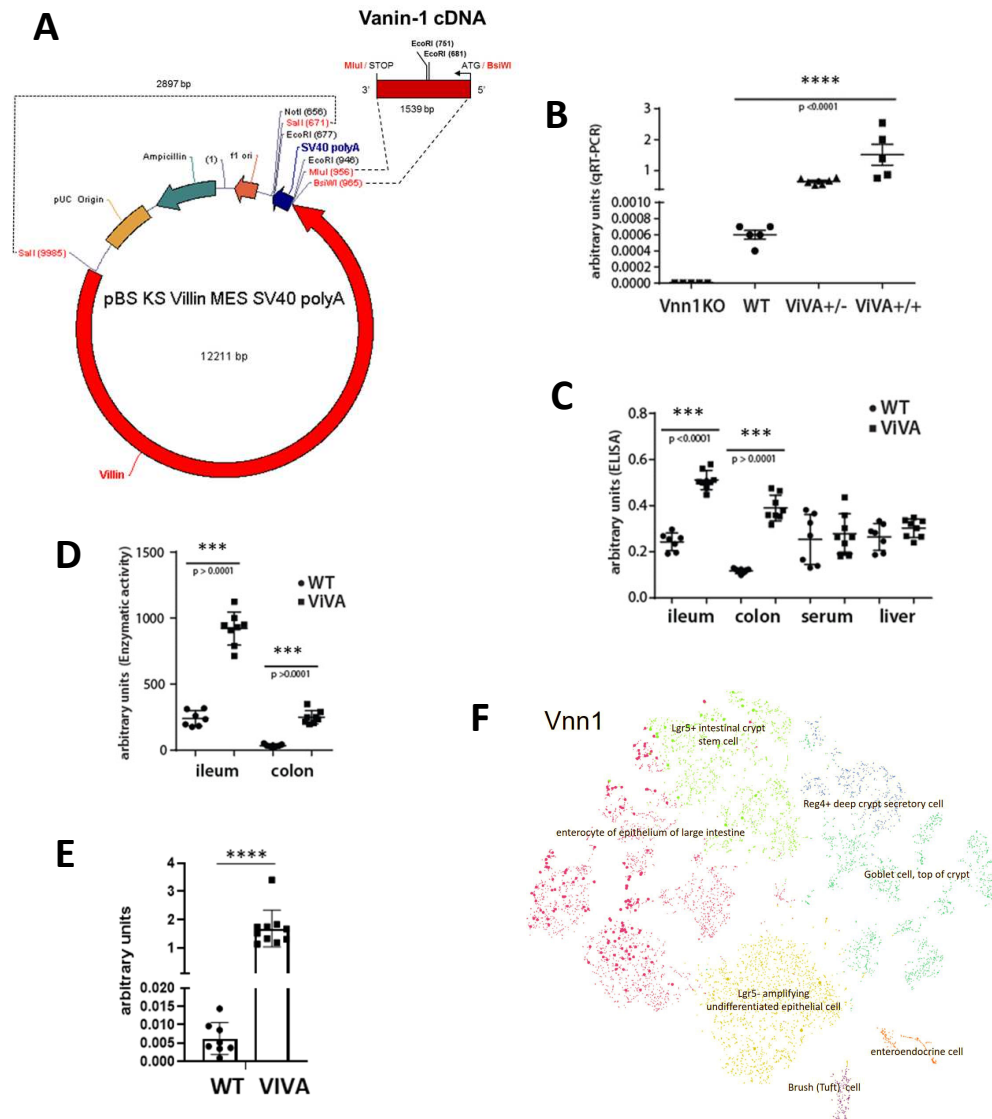 A
Vanin-1 cDNA
EcoRI (751)
EcoRI (681)
MluI / STOP
ATG / BsiWI
3'
5'
1539 bp
2897 bp
NotI (656)
SalI (671)
EcoRI (677)
SV40 polyA
EcoRI (946)
MluI (956)
BsiWI (965)
(1)
f1 ori
Ampicillin
pUC Origin
SalI (9985)
pBS KS Villin MES SV40 polyA
12211 bp
Villin
B
****
p <0.0001
arbitrary units (qRT-PCR)
3
2
1
0.0010
0.0008
0.0006
0.0004
0.0002
0.0000
Vnn1KO WT ViVA+/- ViVA+/+
C
WT
ViVA
***
p <0.0001
***
p > 0.0001
arbitrary units (ELISA)
0.8
0.6
0.4
0.2
0.0
ileum colon serum liver
D
WT
ViVA
***
p > 0.0001
***
p >0.0001
arbitrary units (Enzymatic activity)
1500
1000
500
0
ileum colon
E
****
arbitrary units
4
3
2
1
0.020
0.015
0.010
0.005
0.000
WT VIVA
F
Vnn1
Lgr5+ intestinal crypt
stem cell
Reg4+ deep crypt secretory cell
enterocyte of epithelium of large intestine
Goblet cell, top of crypt
Lgr5- amplifying
undifferentiated epithelial cell
enteroendocrine cell
Brush (Tuft) cell